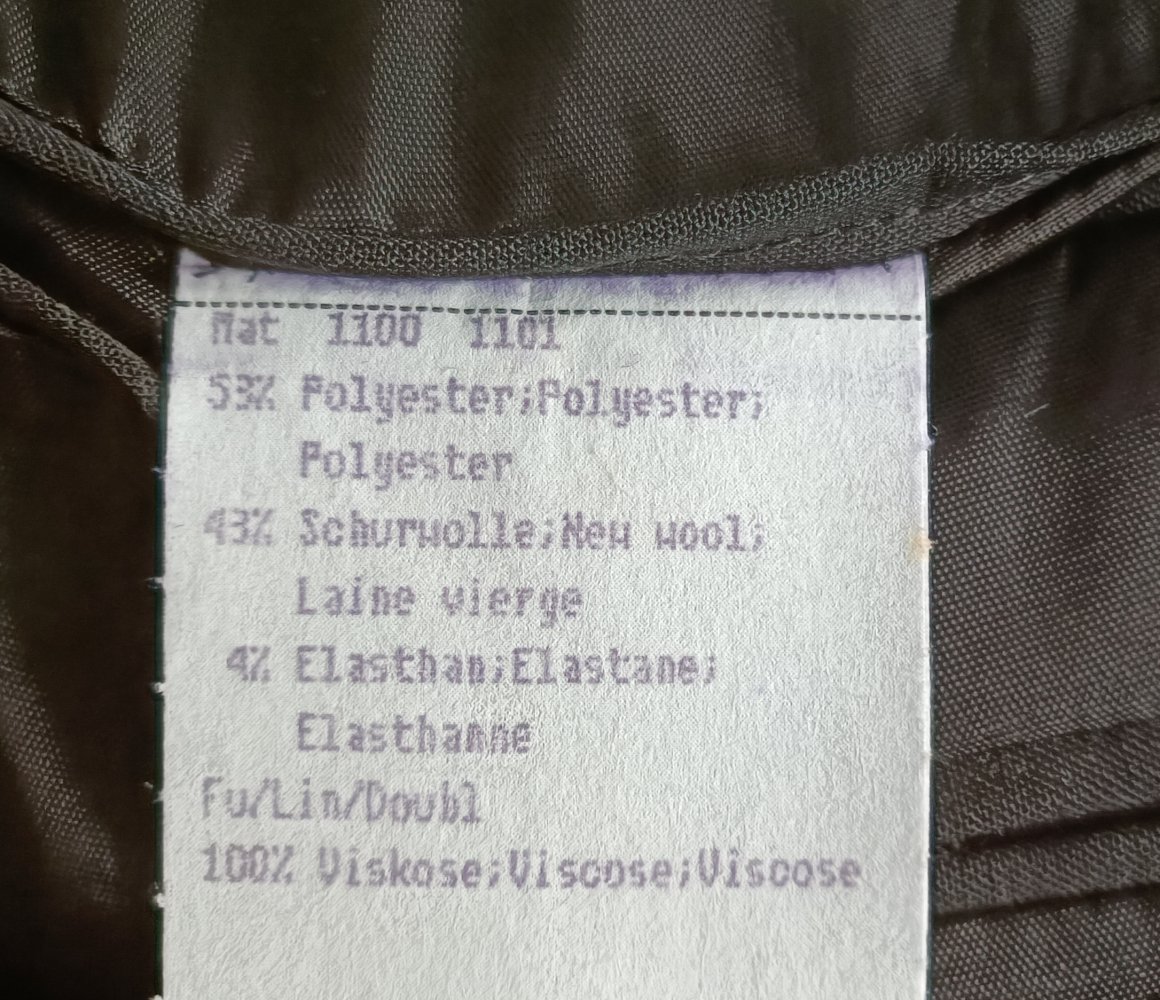 Mat 1100 1101
53% Polyester;Polyester;
Polyester
43% Schurwolle;New wool;
Laine vierge
4% Elasthan;Elastane;
Elasthanne
Fu/Lin/Doubl
100% Viskose;Viscose;Viscose